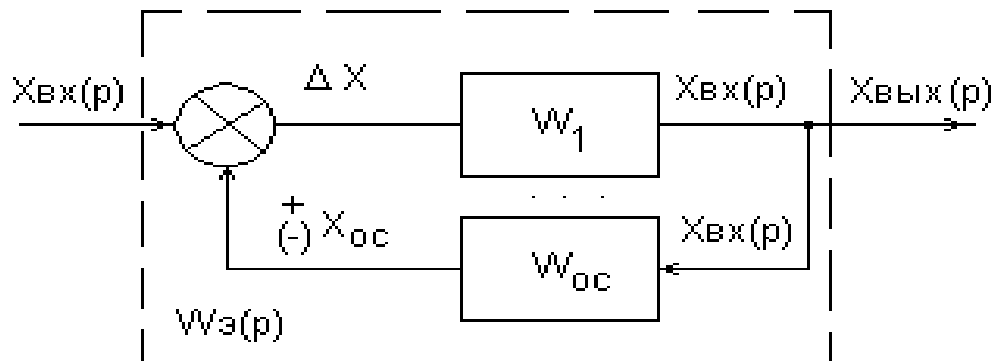 Xвх(p)
Δ X
W1
Xвх(p)
Xвых(p)
. . .
+
(-) Xос
Wос
Xвх(p)
Wэ(p)